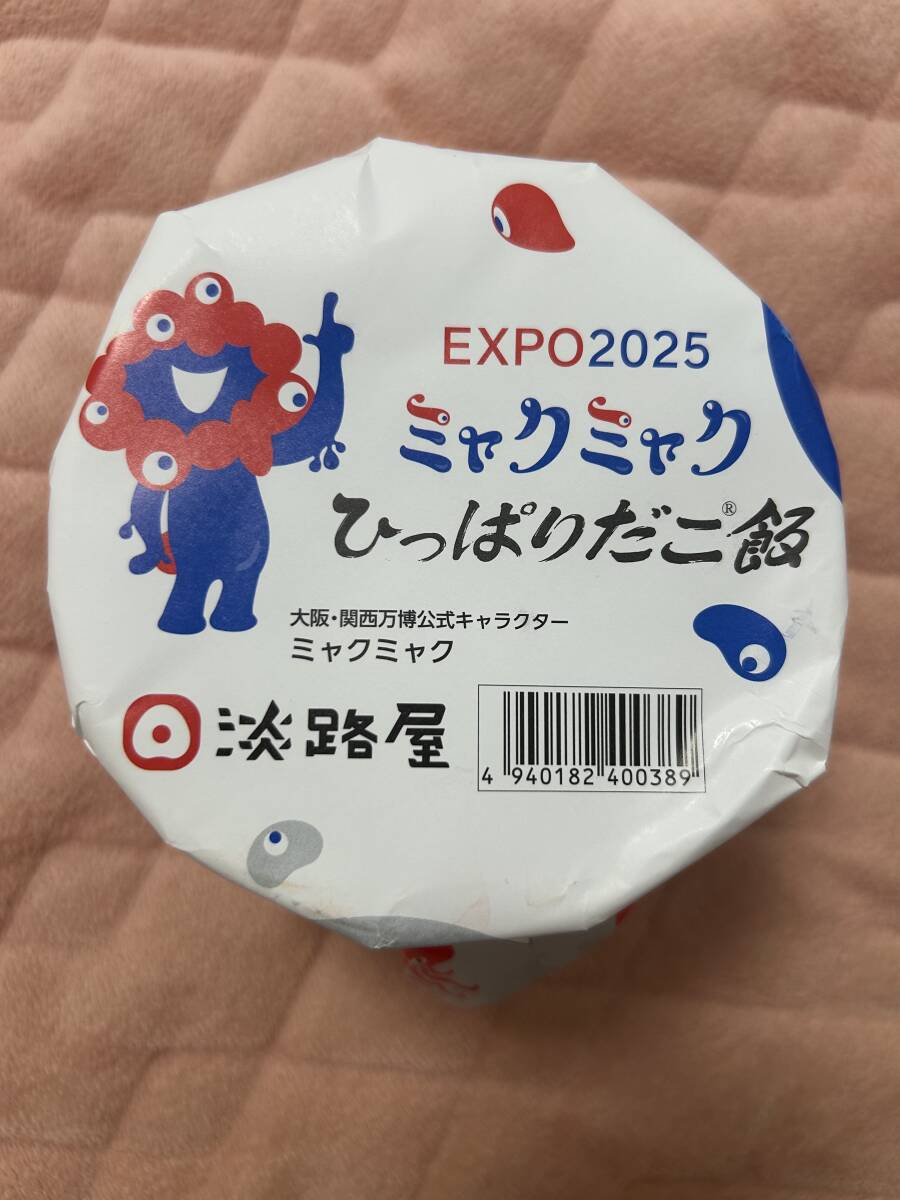 EXPO2025
ミャクミャク
ひっぱりだこ®飯
大阪・関西万博公式キャラクター
ミャクミャク
淡路屋
4 940182 400389